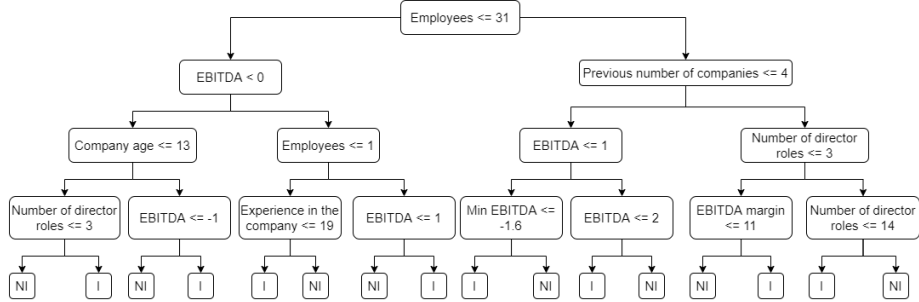 Employees <= 31
EBITDA < 0
Previous number of companies <= 4
Company age <= 13
Employees <= 1
EBITDA <= 1
Number of director
roles <= 3
Number of director
roles <= 3
EBITDA <= -1
Experience in the
company <= 19
EBITDA <= 1
Min EBITDA <=
-1.6
EBITDA <= 2
EBITDA margin
<= 11
Number of director
roles <= 14
NI
I
NI
I
I
NI
NI
I
I
NI
I
NI
NI
I
I
NI